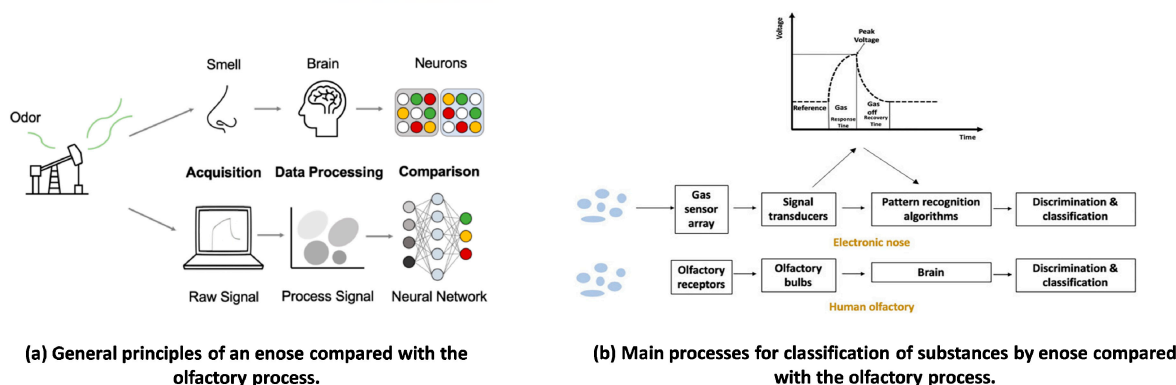 Smell
Brain
Neurons
Odor
Acquisition
Data Processing
Comparison
Raw Signal
Process Signal
Neural Network
(a) General principles of an enose compared with the
olfactory process.
Voltage
Peak
Voltage
Reference
Gas
Response
Tine
Gas
off
Recovery
Tine
Time
Gas
sensor
array
Signal
transducers
Pattern recognition
algorithms
Discrimination &
classification
Electronic nose
Olfactory
receptors
Olfactory
bulbs
Brain
Discrimination &
classification
Human olfactory
(b) Main processes for classification of substances by enose compared
with the olfactory process.